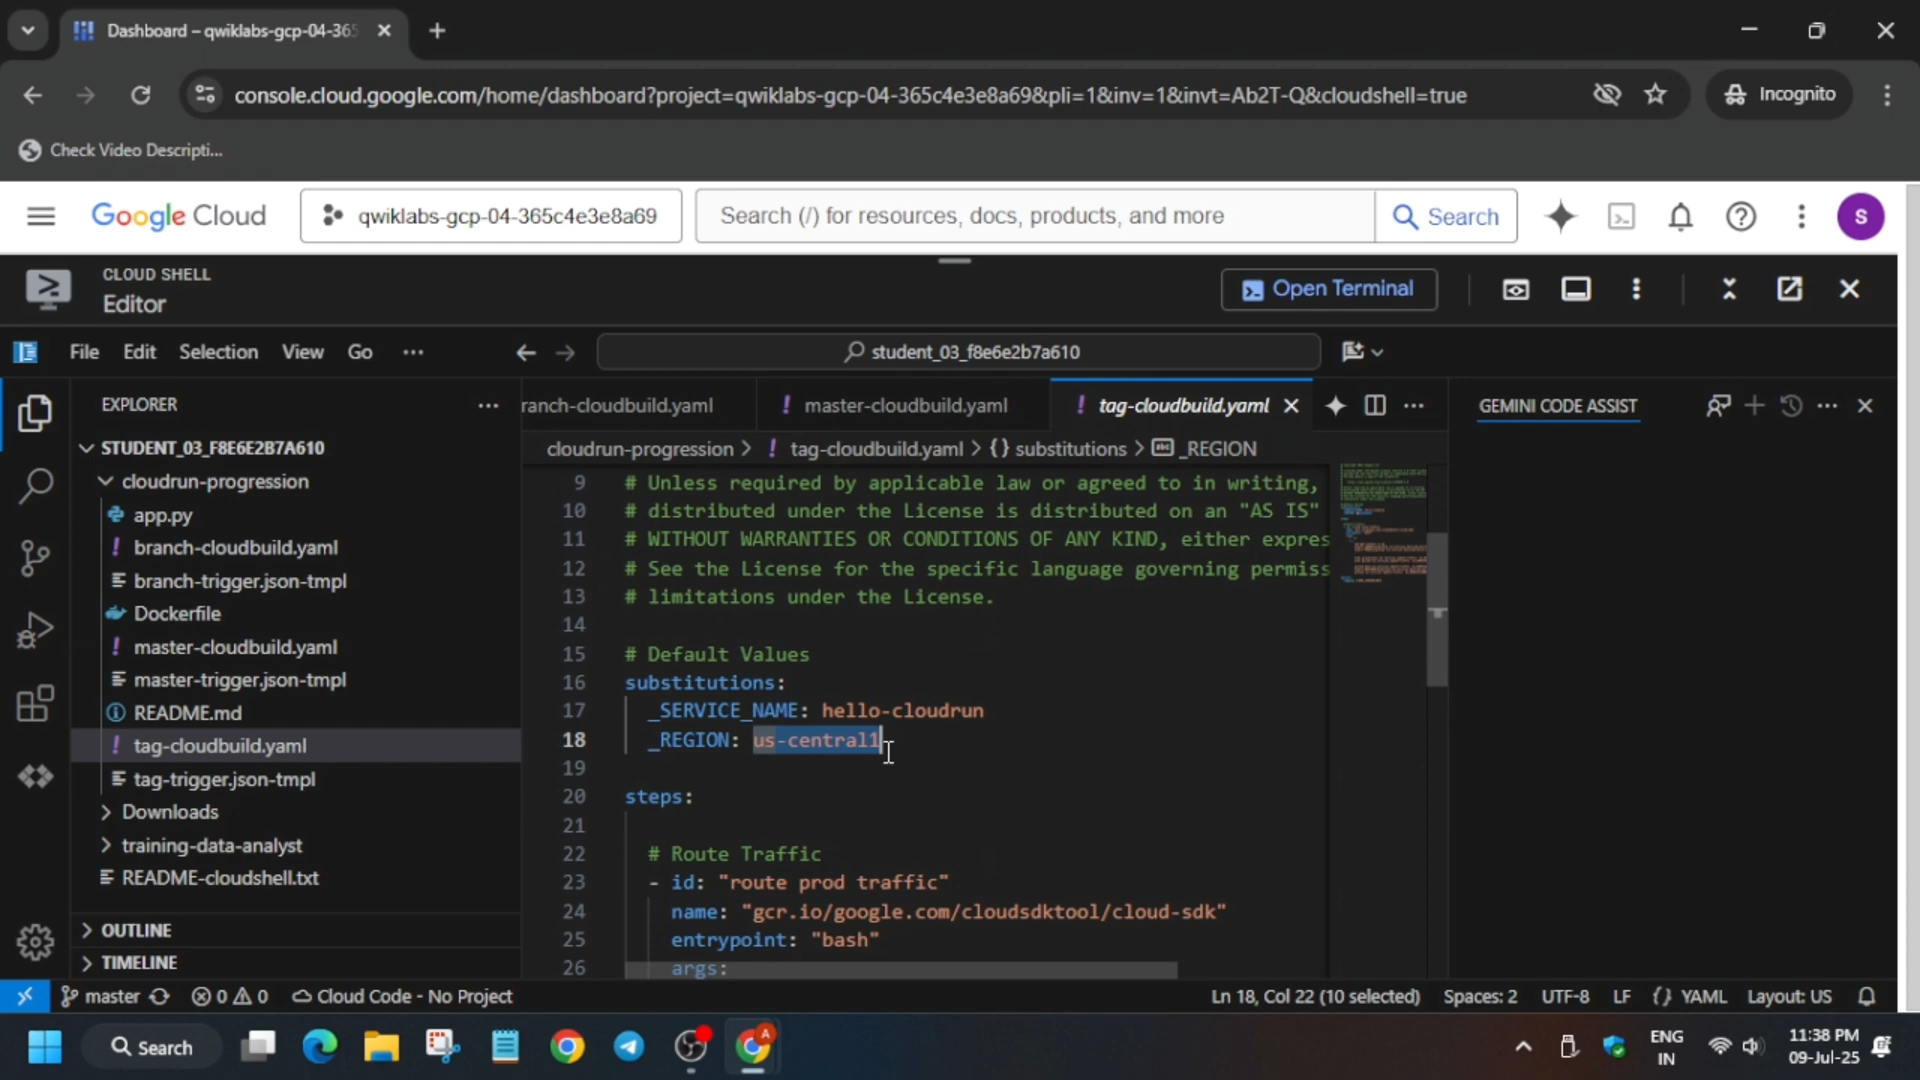 Dashboard – qwiklabs-gcp-04-365
console.cloud.google.com/home/dashboard?project=qwiklabs-gcp-04-365c4e3e8a69&pli=1&inv=1&invt=Ab2T-Q&cloudshell=true
Incognito
Check Video Descripti...
Google Cloud
qwiklabs-gcp-04-365c4e3e8a69
Search (/) for resources, docs, products, and more
Search
S
CLOUD SHELL
Editor
Open Terminal
File Edit Selection View Go ···
student_03_f8e6e2b7a610
EXPLORER
STUDENT_03_F8E6E2B7A610
cloudrun-progression
app.py
branch-cloudbuild.yaml
branch-trigger.json-tmpl
Dockerfile
master-cloudbuild.yaml
master-trigger.json-tmpl
README.md
tag-cloudbuild.yaml
tag-trigger.json-tmpl
Downloads
training-data-analyst
README-cloudshell.txt
OUTLINE
TIMELINE
ranch-cloudbuild.yaml
master-cloudbuild.yaml
tag-cloudbuild.yaml
cloudrun-progression > ! tag-cloudbuild.yaml > {} substitutions > abc _REGION
9 # Unless required by applicable law or agreed to in writing,
10 # distributed under the License is distributed on an "AS IS"
11 # WITHOUT WARRANTIES OR CONDITIONS OF ANY KIND, either expres
12 # See the License for the specific language governing permiss
13 # limitations under the License.
14
15 # Default Values
16 substitutions:
17 _SERVICE_NAME: hello-cloudrun
18 _REGION: us-central1
19
20 steps:
21
22 # Route Traffic
23 - id: "route prod traffic"
24 name: "gcr.io/google.com/cloudsdktool/cloud-sdk"
25 entrypoint: "bash"
26 args:
GEMINI CODE ASSIST
master
0 0
Cloud Code - No Project
Ln 18, Col 22 (10 selected)
Spaces: 2
UTF-8
LF
{} YAML
Layout: US
Search
A
ENG
IN
11:38 PM
09-Jul-25